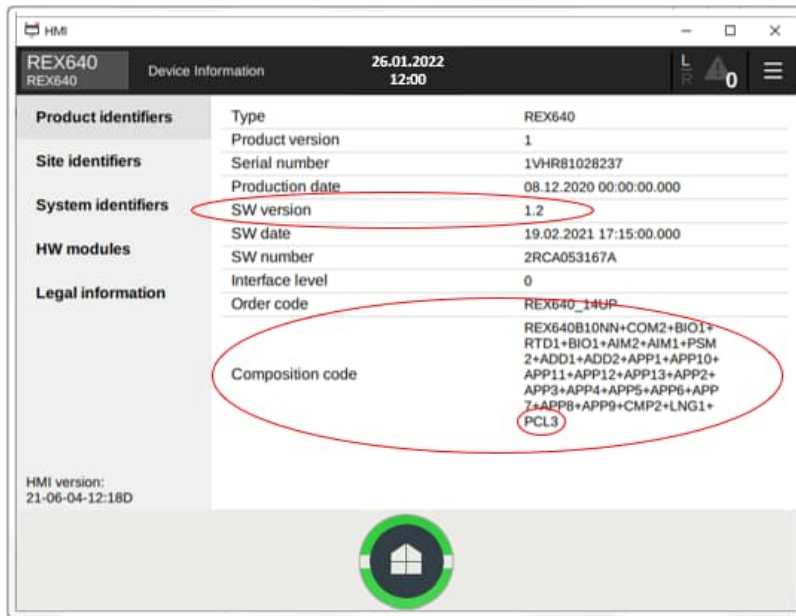 HMI
REX640
REX640
Device Information
26.01.2022
12:00
L
R
0
Product identifiers
Site identifiers
System identifiers
HW modules
Legal information
HMI version:
21-06-04-12:18D
Type REX640
Product version 1
Serial number 1VHR81028237
Production date 08.12.2020 00:00:00.000
SW version 1.2
SW date 19.02.2021 17:15:00.000
SW number 2RCA053167A
Interface level 0
Order code REX640_14UP
Composition code
REX640B10NN+COM2+BIO1+
RTD1+BIO1+AIM2+AIM1+PSM
2+ADD1+ADD2+APP1+APP10+
APP11+APP12+APP13+APP2+
APP3+APP4+APP5+APP6+APP
7+APP8+APP9+CMP2+LNG1+
PCL3